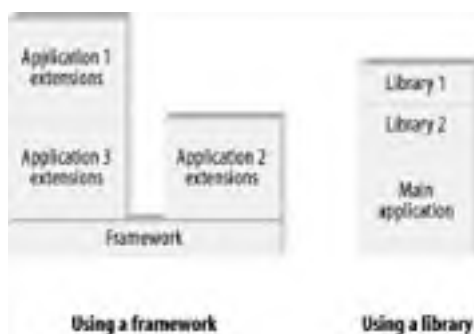 Application 1
extensions
Application 3
extensions
Application 2
extensions
Framework
Using a framework
Library 1
Library 2
Main
application
Using a library